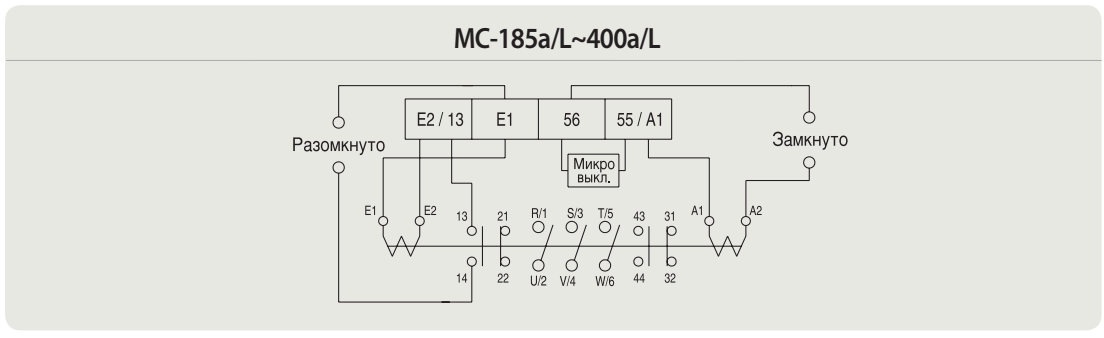 MC-185a/L~400a/L
E2 / 13 E1 56 55 / A1
Разомкнуто
Замкнуто
Микро
выкл.
E1 E2 13 21 R/1 S/3 T/5 43 31 A1 A2
14 22 U/2 V/4 W/6 44 32